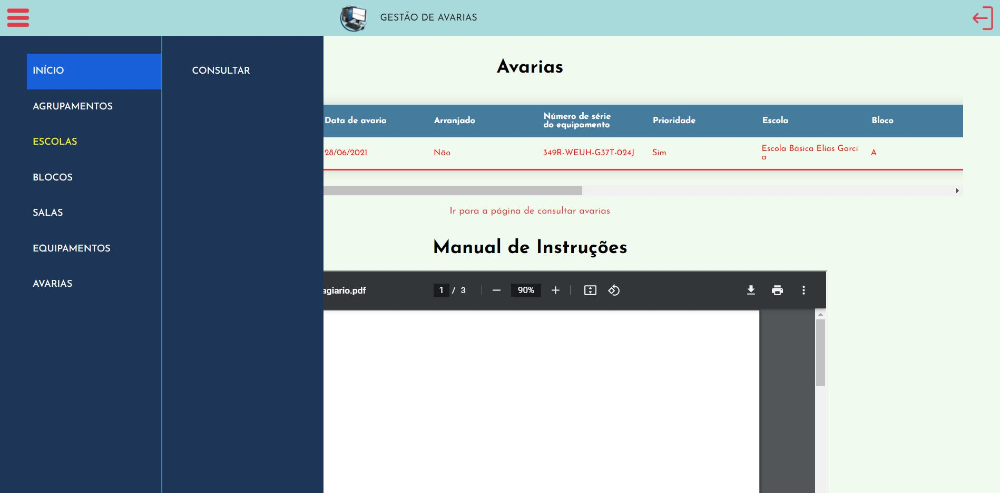 GESTÃO DE AVARIAS
INÍCIO
AGRUPAMENTOS
ESCOLAS
BLOCOS
SALAS
EQUIPAMENTOS
AVARIAS
CONSULTAR
Avarias
Data de avaria
Arranjado
Número de série
do equipamento
Prioridade
Escola
Bloco
28/06/2021
Não
349R-WEUH-G37T-024J
Sim
Escola Básica Elias Garci
a
A
Ir para a página de consultar avarias
Manual de Instruções
agiario.pdf
1 / 3
90%